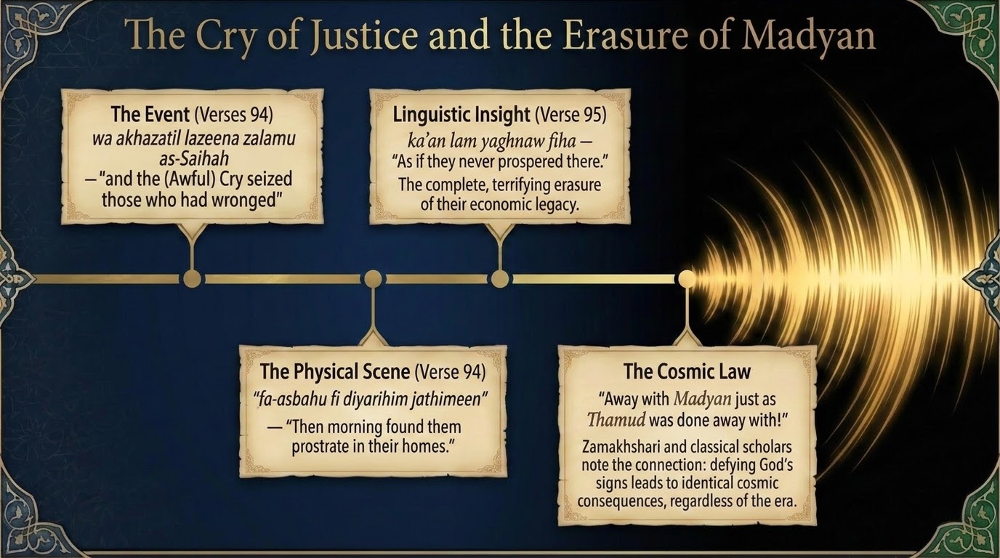 The Cry of Justice and the Erasure of Madyan
The Event (Verses 94)
wa akhazatil lazeena zalamu
as-Saihah
—"and the (Awful) Cry seized
those who had wronged"
Linguistic Insight (Verse 95)
ka’an lam yaghnaw fiha —
“As if they never prospered there.”
The complete, terrifying erasure
of their economic legacy.
The Physical Scene (Verse 94)
“fa-asbahu fi diyarihim jathimeen”
— “Then morning found them
prostrate in their homes.”
The Cosmic Law
“Away with Madyan just as
Thamud was done away with!”
Zamakhshari and classical scholars
note the connection: defying God’s
signs leads to identical cosmic
consequences, regardless of the era.